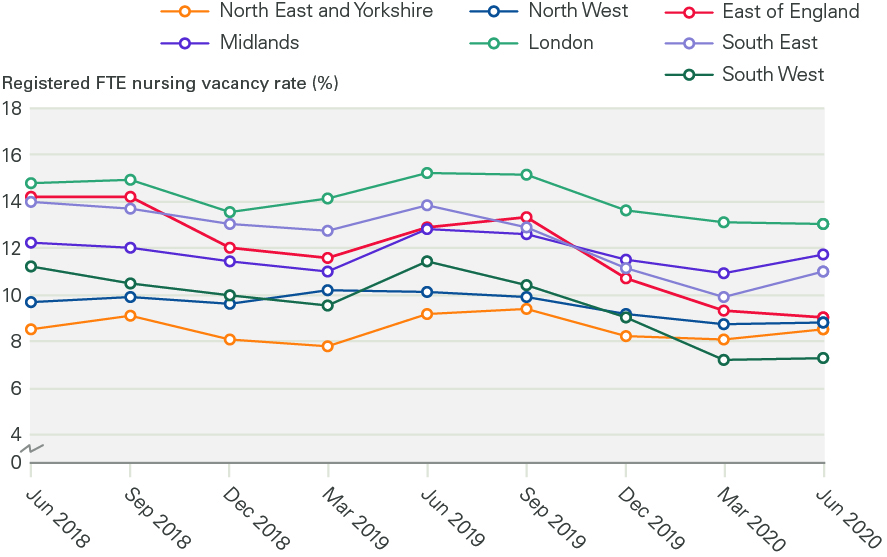 North East and Yorkshire North West East of England
Midlands London South East
South West
Registered FTE nursing vacancy rate (%)
18
16
14
12
10
8
6
4
0
Jun 2018 Sep 2018 Dec 2018 Mar 2019 Jun 2019 Sep 2019 Dec 2019 Mar 2020 Jun 2020